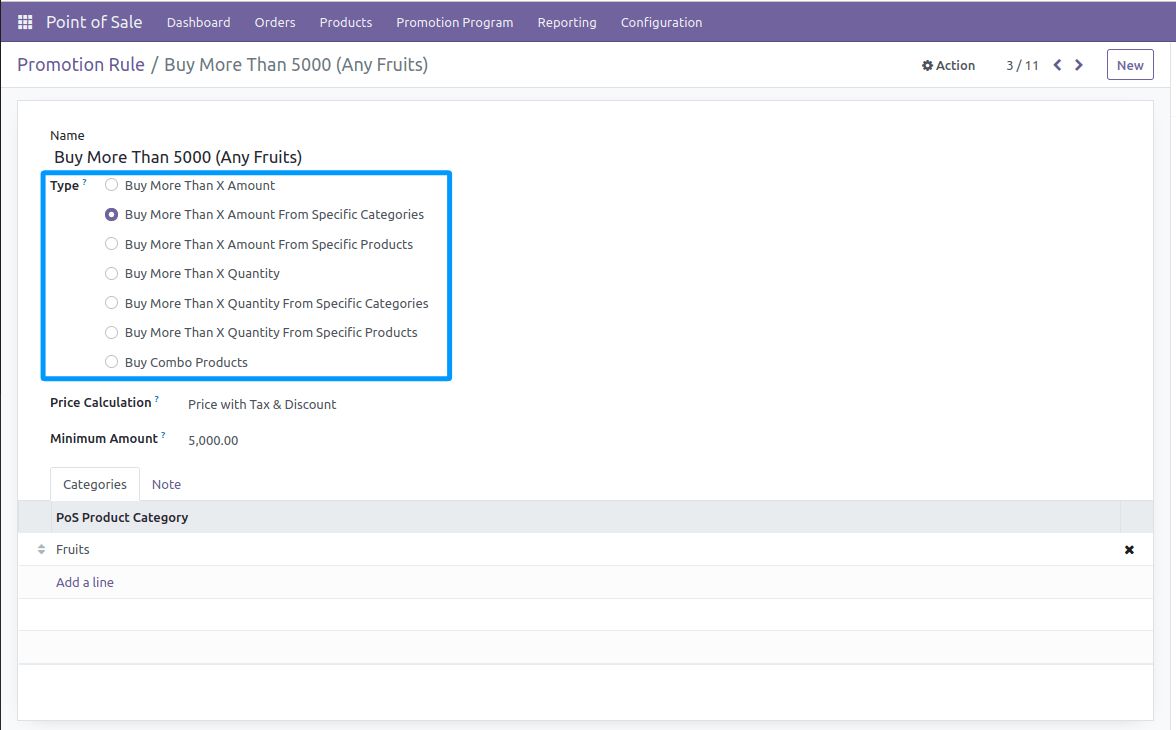 Point of Sale Dashboard Orders Products Promotion Program Reporting Configuration
Promotion Rule / Buy More Than 5000 (Any Fruits) Action 3 / 11 New
Name
Buy More Than 5000 (Any Fruits)
Type ? Buy More Than X Amount
Buy More Than X Amount From Specific Categories
Buy More Than X Amount From Specific Products
Buy More Than X Quantity
Buy More Than X Quantity From Specific Categories
Buy More Than X Quantity From Specific Products
Buy Combo Products
Price Calculation ? Price with Tax & Discount
Minimum Amount ? 5,000.00
Categories Note
PoS Product Category
Fruits
Add a line